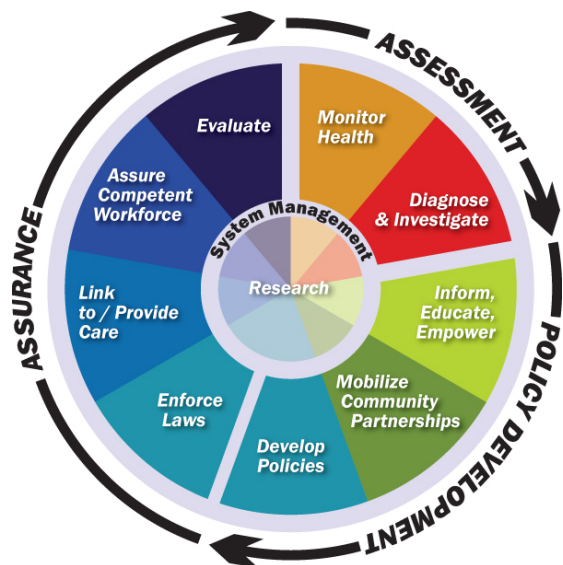 ASSESSMENT
Monitor
Health
Diagnose
& Investigate
POLICY DEVELOPMENT
Inform,
Educate,
Empower
Mobilize
Community
Partnerships
Develop
Policies
ASSURANCE
Enforce
Laws
Link
to / Provide
Care
Assure
Competent
Workforce
Evaluate
System Management
Research